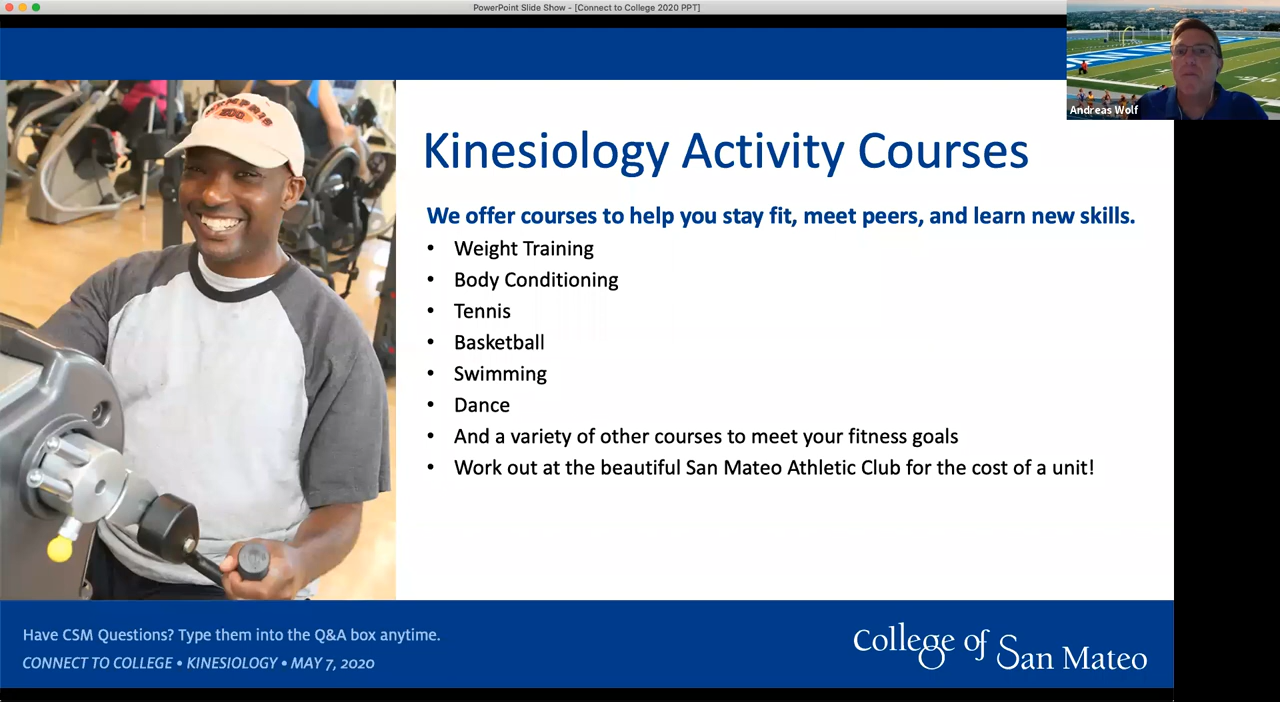 PowerPoint Slide Show - [Connect to College 2020 PPT]
Andreas Wolf
Kinesiology Activity Courses
We offer courses to help you stay fit, meet peers, and learn new skills.
• Weight Training
• Body Conditioning
• Tennis
• Basketball
• Swimming
• Dance
• And a variety of other courses to meet your fitness goals
• Work out at the beautiful San Mateo Athletic Club for the cost of a unit!
Have CSM Questions? Type them into the Q&A box anytime.
CONNECT TO COLLEGE • KINESIOLOGY • MAY 7, 2020
College of
San Mateo